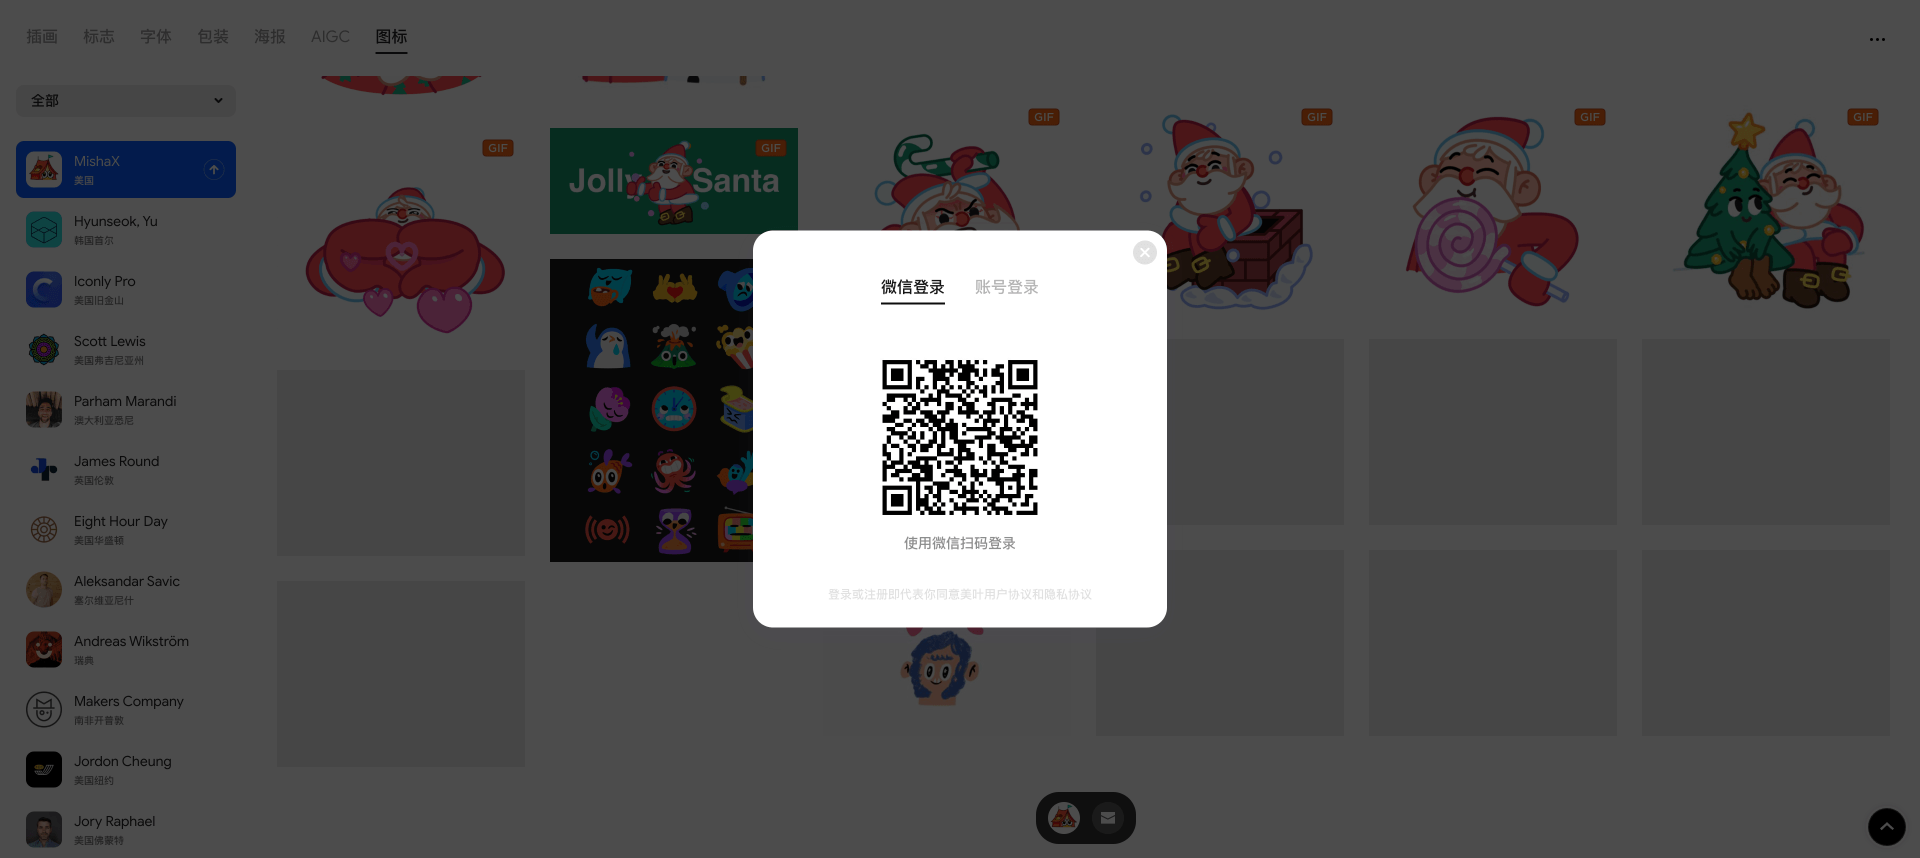 插画 标志 字体 包装 海报 AIGC 图标
全部
MishaX
美国
Hyunseok, Yu
韩国首尔
Iconly Pro
美国旧金山
Scott Lewis
美国弗吉尼亚州
Parham Marandi
澳大利亚悉尼
James Round
英国伦敦
Eight Hour Day
美国华盛顿
Aleksandar Savic
塞尔维亚尼什
Andreas Wikström
瑞典
Makers Company
南非开普敦
Jordon Cheung
美国纽约
Jory Raphael
美国佛蒙特
GIF
GIF
Jolly Santa
GIF
GIF
GIF
GIF
微信登录 账号登录
使用微信扫码登录
登录或注册即代表你同意美叶用户协议和隐私协议